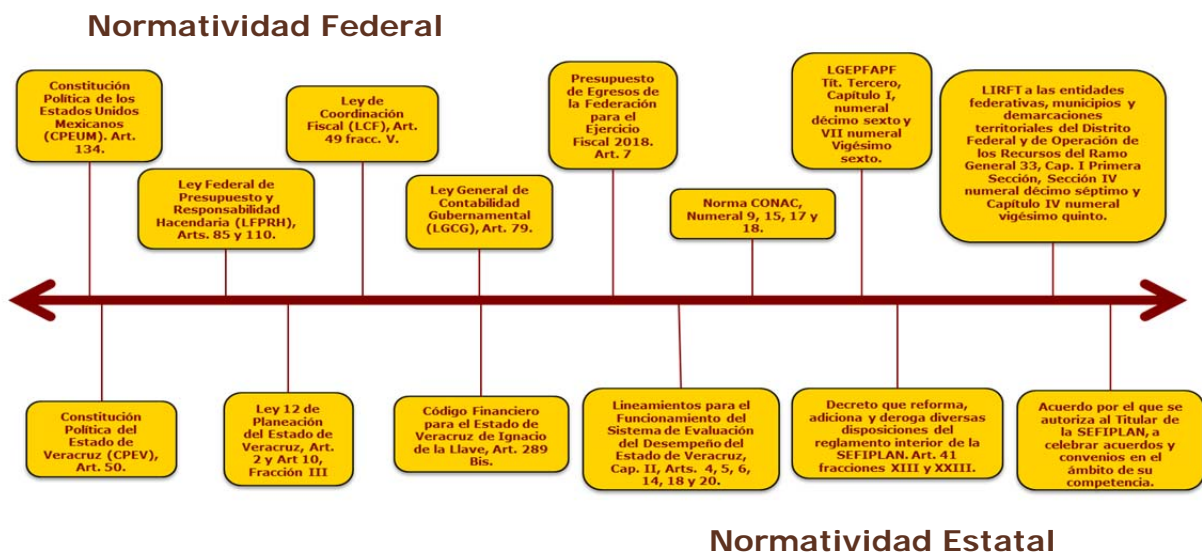 Normatividad Federal
Constitución
Política de los
Estados Unidos
Mexicanos
(CPEUM). Art.
134.
Ley Federal de
Presupuesto y
Responsabilidad
Hacendaria (LFPRH),
Arts. 85 y 110.
Ley de
Coordinación
Fiscal (LCF), Art.
49 fracc. V.
Ley General de
Contabilidad
Gubernamental
(LGCG), Art. 79.
Presupuesto
de Egresos de
la Federación
para el
Ejercicio
Fiscal 2018.
Art. 7
Norma CONAC,
Numeral 9, 15, 17 y
18.
LGEPFAPF
Tít. Tercero,
Capítulo I,
numeral
décimo sexto y
VII numeral
Vigésimo
sexto.
LIRFT a las entidades
federativas, municipios y
demarcaciones
territoriales del Distrito
Federal y de Operación de
los Recursos del Ramo
General 33, Cap. I Primera
Sección, Sección IV
numeral décimo séptimo y
Capítulo IV numeral
vigésimo quinto.
Constitución
Política del
Estado de
Veracruz (CPEV),
Art. 50.
Ley 12 de
Planeación
del Estado de
Veracruz, Art.
2 y Art 10,
Fracción III
Código Financiero
para el Estado de
Veracruz de Ignacio
de la Llave, Art. 289
Bis.
Lineamientos para el
Funcionamiento del
Sistema de Evaluación
del Desempeño del
Estado de Veracruz,
Cap. II, Arts.  4, 5, 6,
14, 18 y 20.
Decreto que reforma,
adiciona y deroga diversas
disposiciones del
reglamento interior de la
SEFIPLAN. Art. 41
fracciones XIII y XXIII.
Acuerdo por el que se
autoriza al Titular de
la SEFIPLAN, a
celebrar acuerdos y
convenios en el
ámbito de su
competencia.
Normatividad Estatal